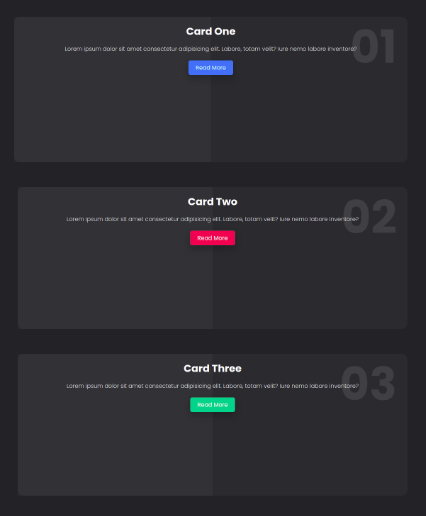 Card One
01
Lorem ipsum dolor sit amet consectetur adipisicing elit. Labore, totam velit? Iure nemo labore inventore?
Read More
Card Two
02
Lorem ipsum dolor sit amet consectetur adipisicing elit. Labore, totam velit? Iure nemo labore inventore?
Read More
Card Three
03
Lorem ipsum dolor sit amet consectetur adipisicing elit. Labore, totam velit? Iure nemo labore inventore?
Read More